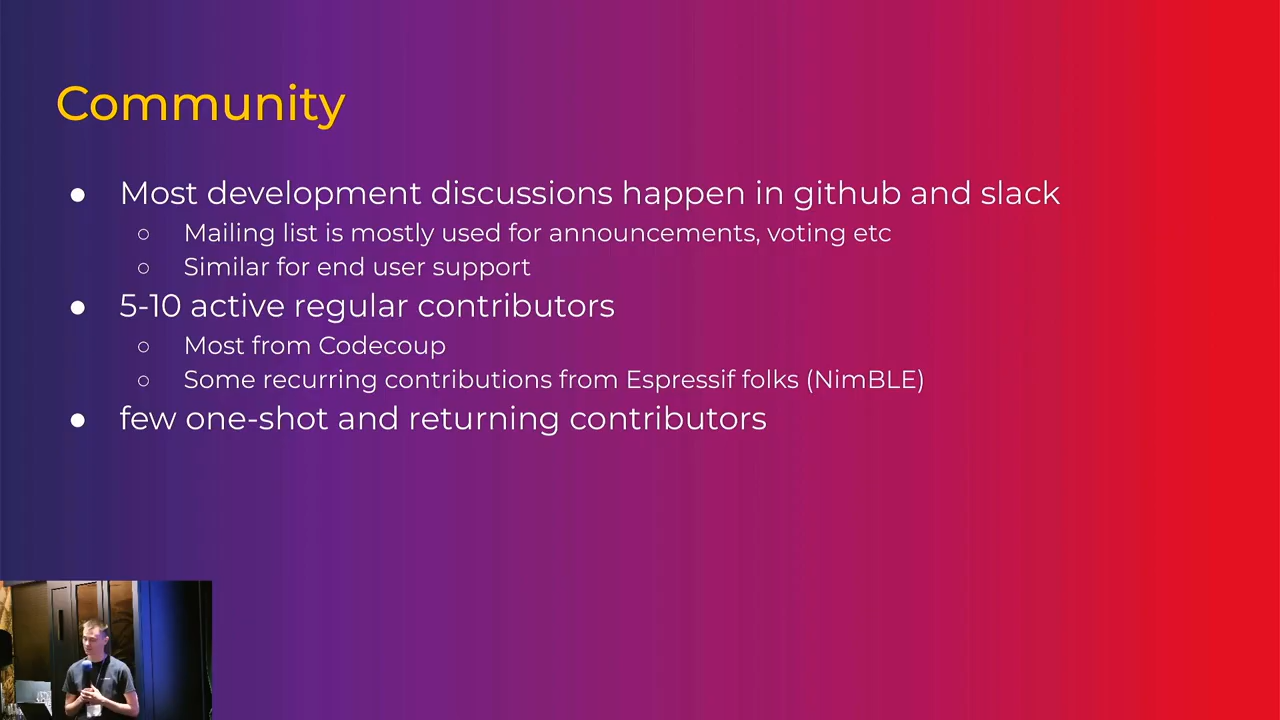 Community
● Most development discussions happen in github and slack
○ Mailing list is mostly used for announcements, voting etc
○ Similar for end user support
● 5-10 active regular contributors
○ Most from Codecoup
○ Some recurring contributions from Espressif folks (NimBLE)
● few one-shot and returning contributors